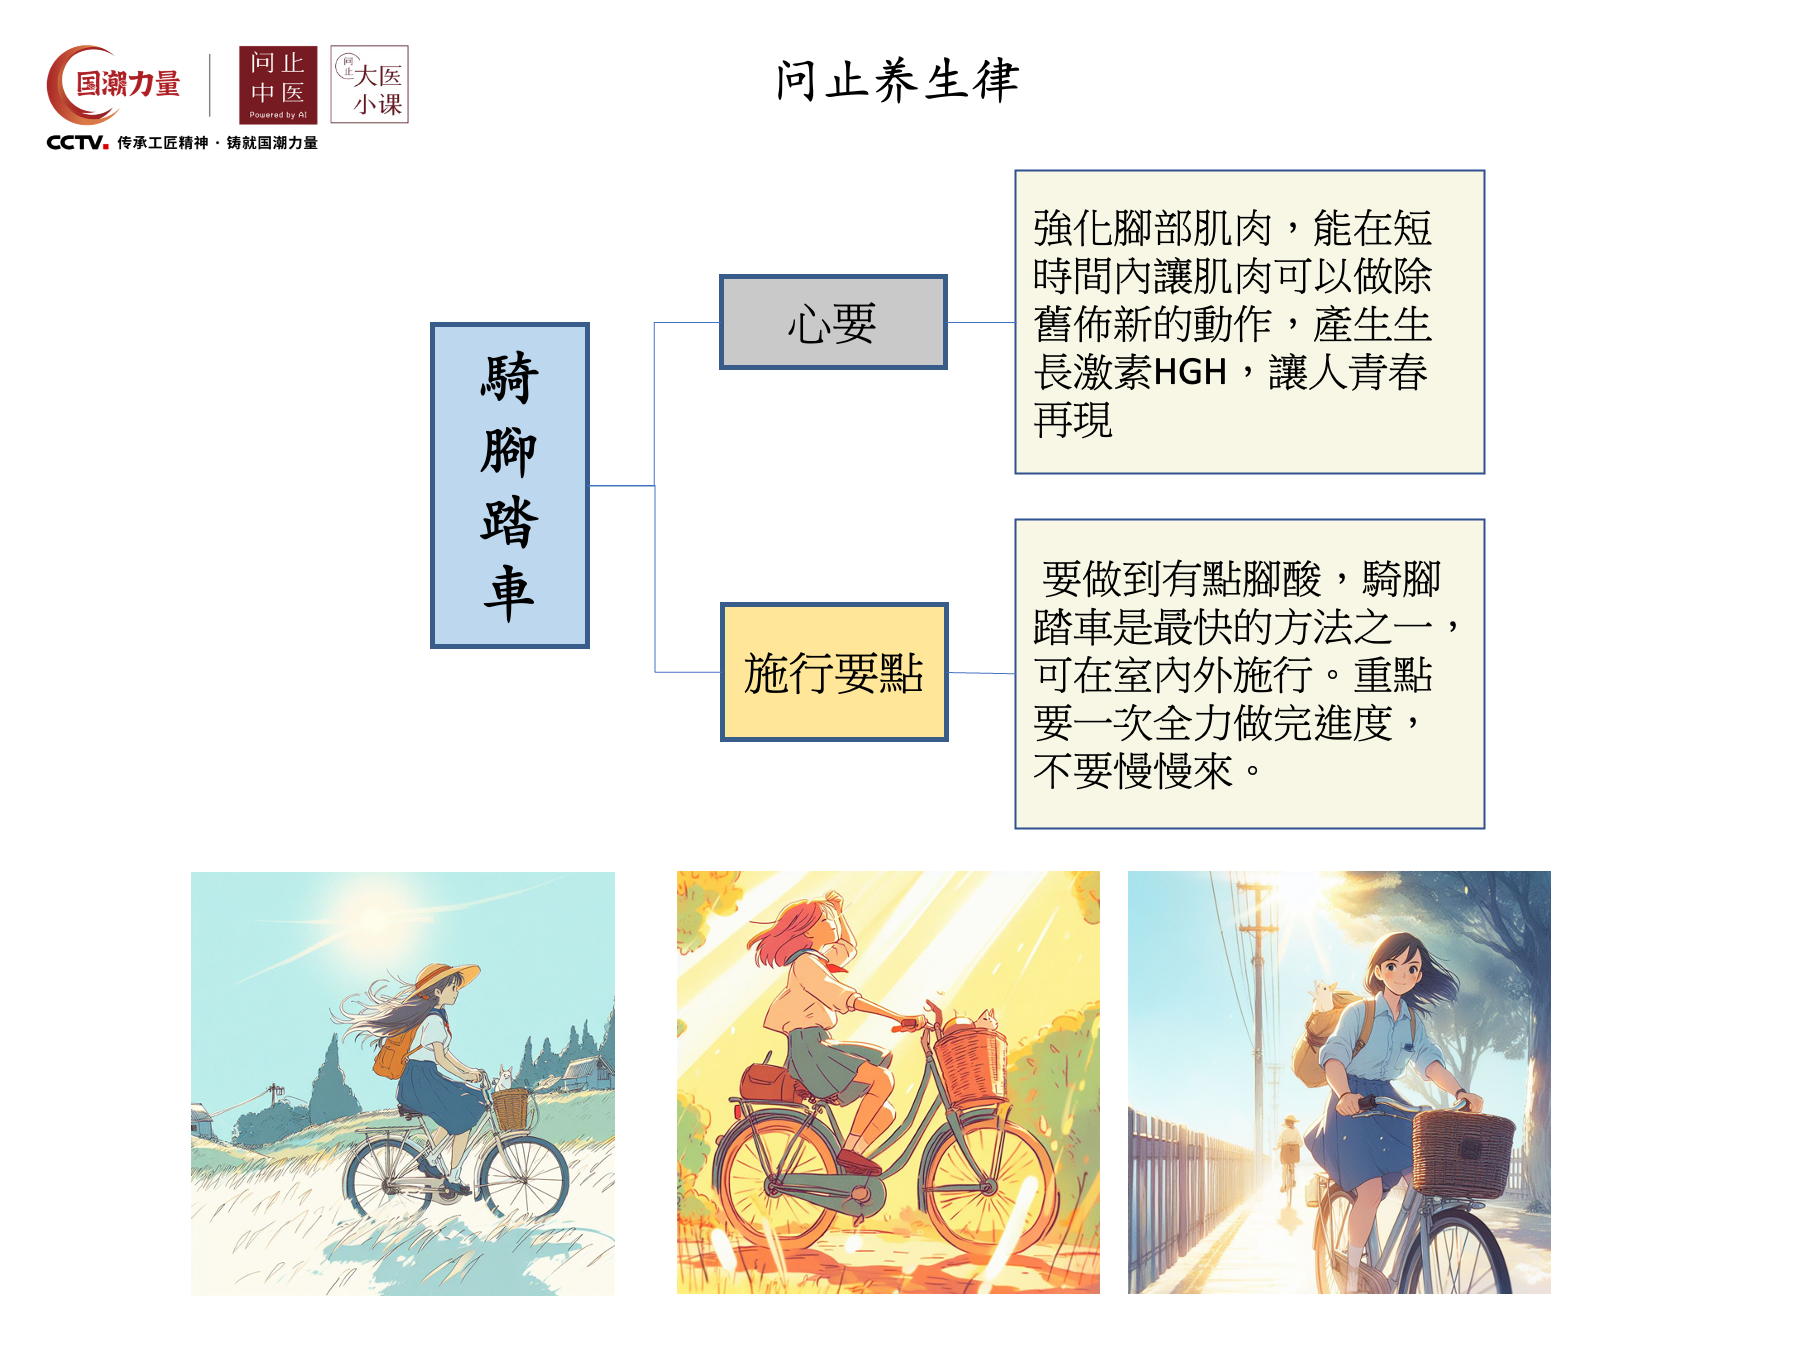 国潮力量
问止
中医
Powered by AI
问止
大医
小课
CCTV. 传承工匠精神·铸就国潮力量
问止养生律
騎
腳
踏
車
心要
強化腳部肌肉，能在短
時間內讓肌肉可以做除
舊佈新的動作，產生生
長激素HGH，讓人青春
再現
施行要點
要做到有點腳酸，騎腳
踏車是最快的方法之一，
可在室內外施行。重點
要一次全力做完進度，
不要慢慢來。